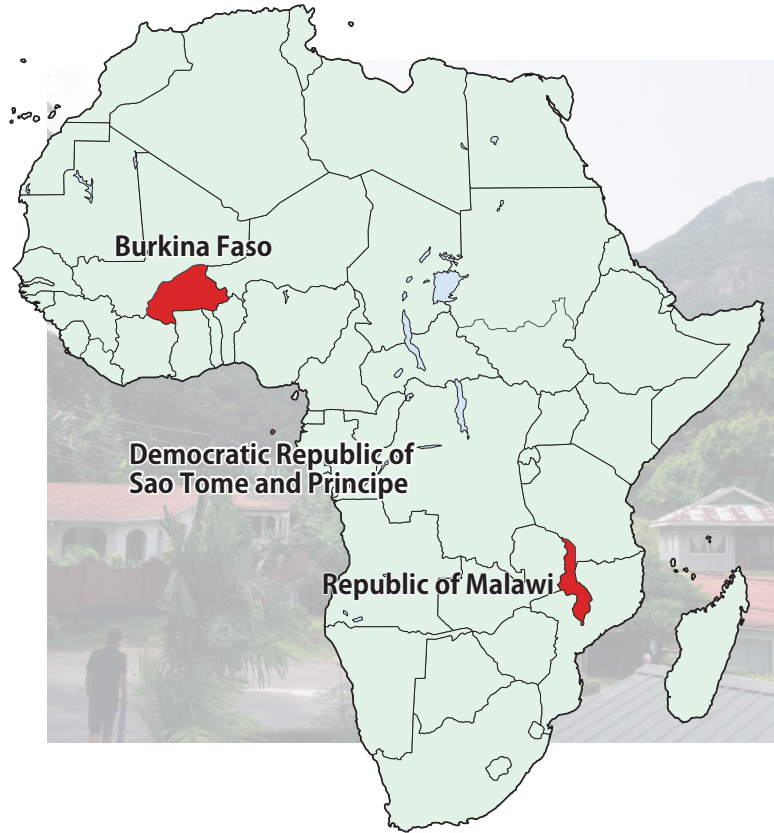 Burkina Faso
Democratic Republic of
Sao Tome and Principe
Republic of Malawi